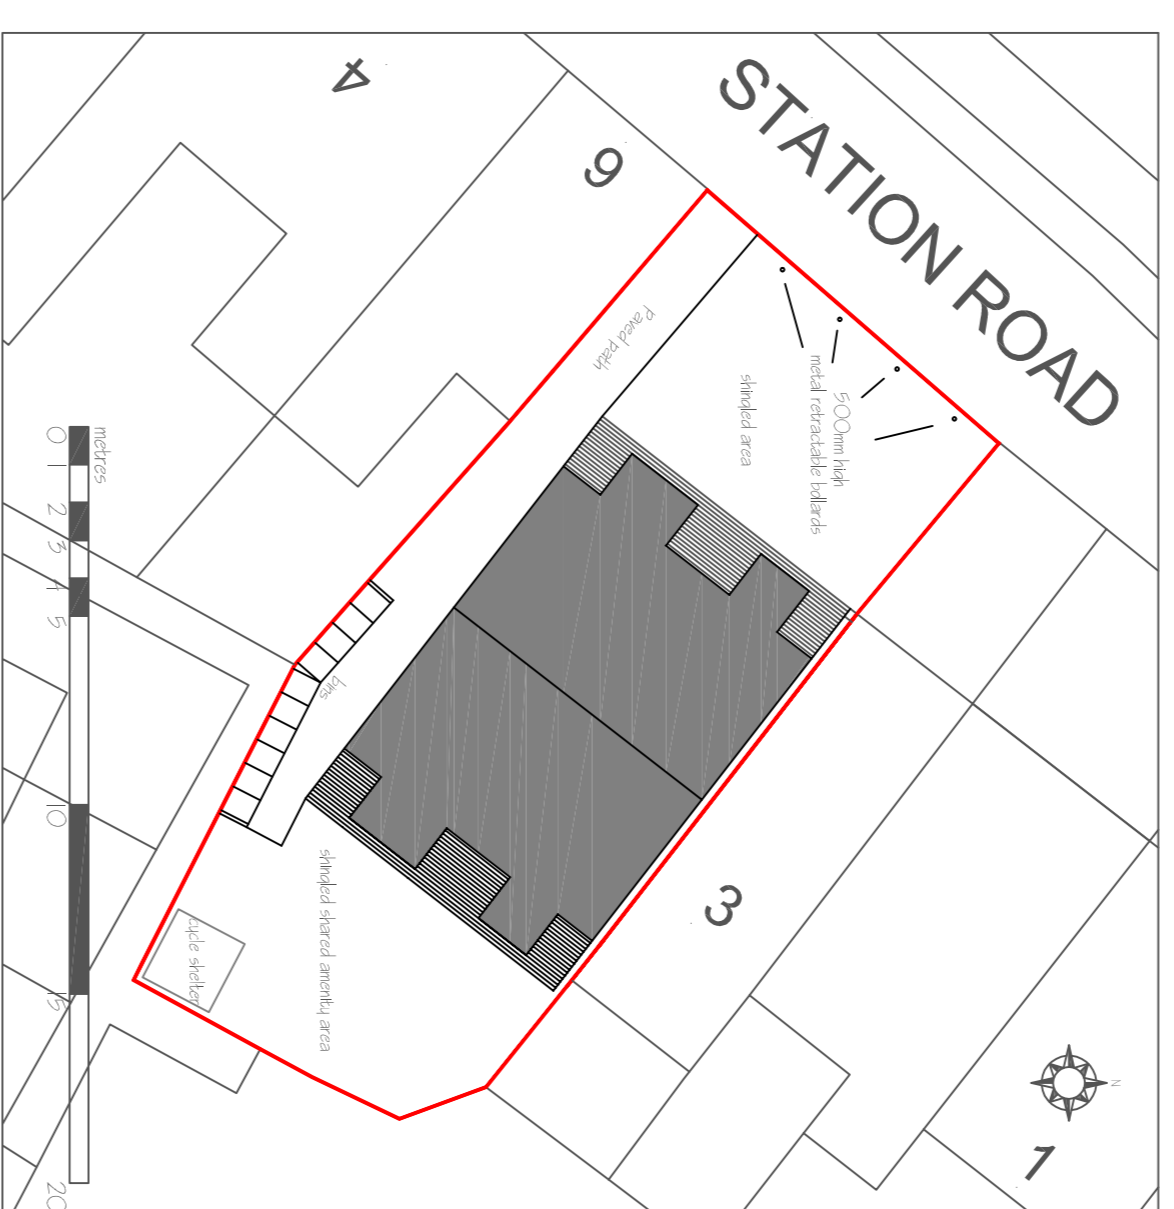 STATION ROAD
4
6
Paved path
shingled area
500mm high
metal retractable bollards
bins
shingled shared amenity area
cycle shelter
3
1
N
metres
0 1 2 3 4 5 10 15 20